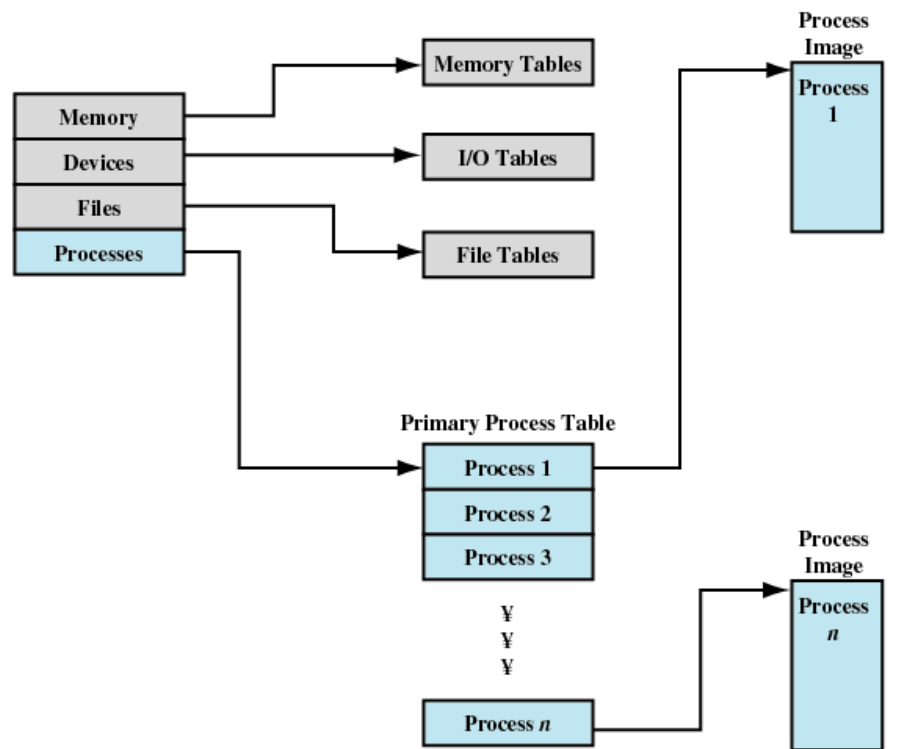 Process
Image
Memory Tables
Process
1
Memory
Devices
I/O Tables
Files
Processes
File Tables
Primary Process Table
Process 1
Process 2
Process 3
¥
¥
¥
Process n
Process
Image
Process
n